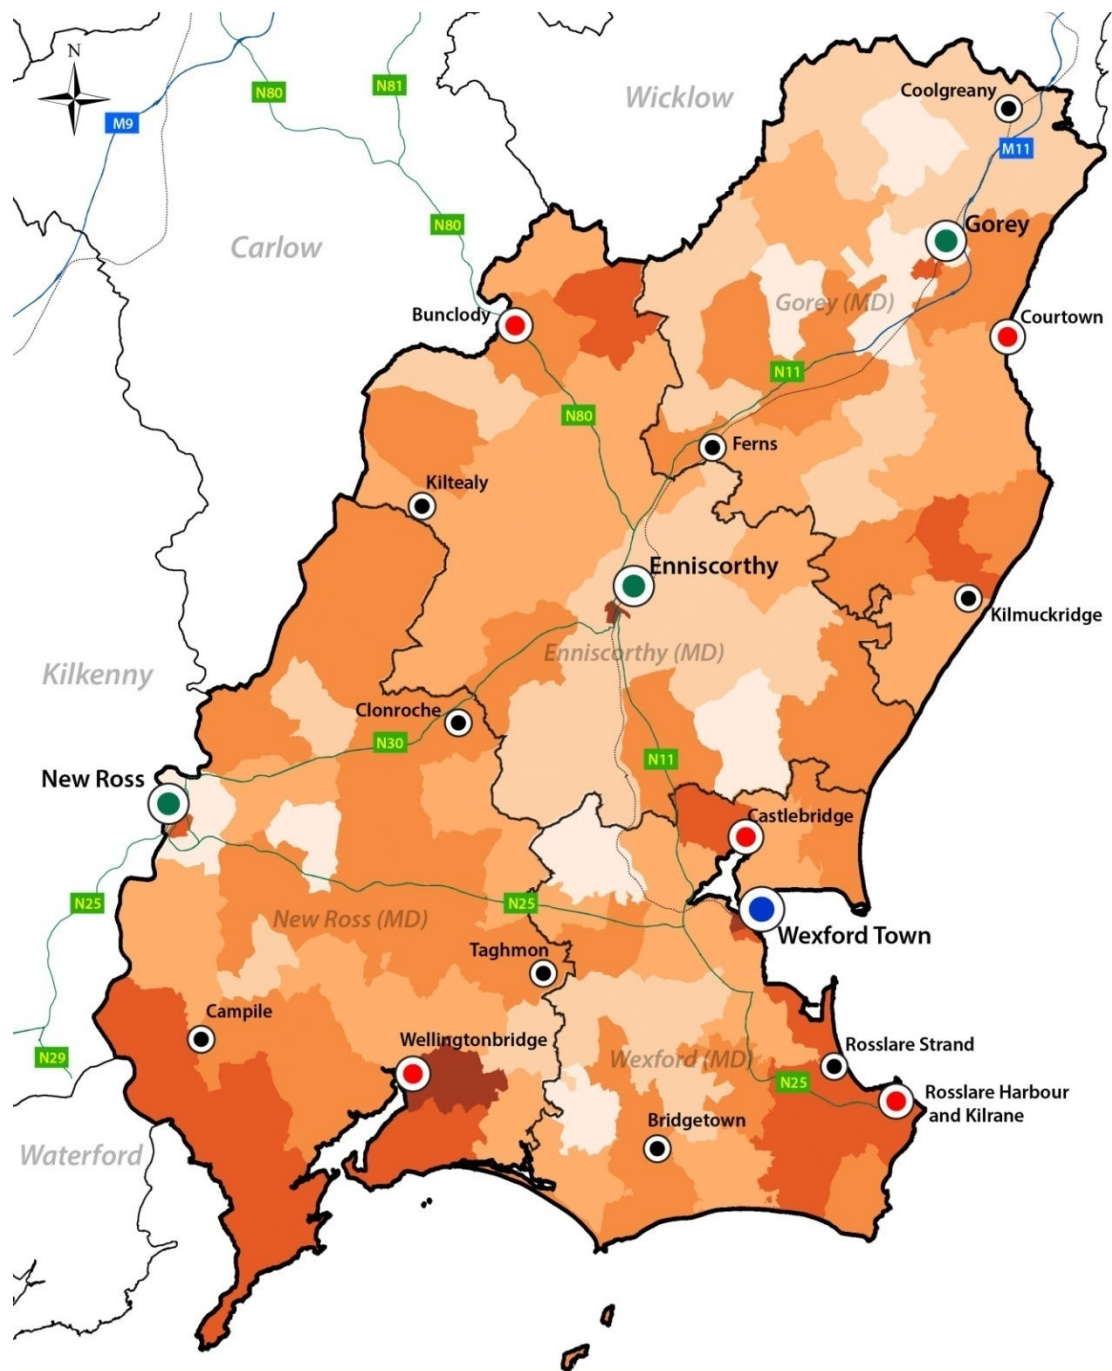 N
N81
N80
Wicklow
Coolgreany
M9
M11
N80
Gorey
Carlow
Gorey (MD)
Bunclody
Courtown
N11
N80
Ferns
Kiltealy
Enniscorthy
Kilmuckridge
Enniscorthy (MD)
Kilkenny
Clonroche
N30
N11
New Ross
Castlebridge
N25
N25
New Ross (MD)
Wexford Town
Taghmon
Campile
Wellingtonbridge
Rosslare Strand
N29
Wexford (MD)
N25
Rosslare Harbour
and Kilrane
Bridgetown
Waterford